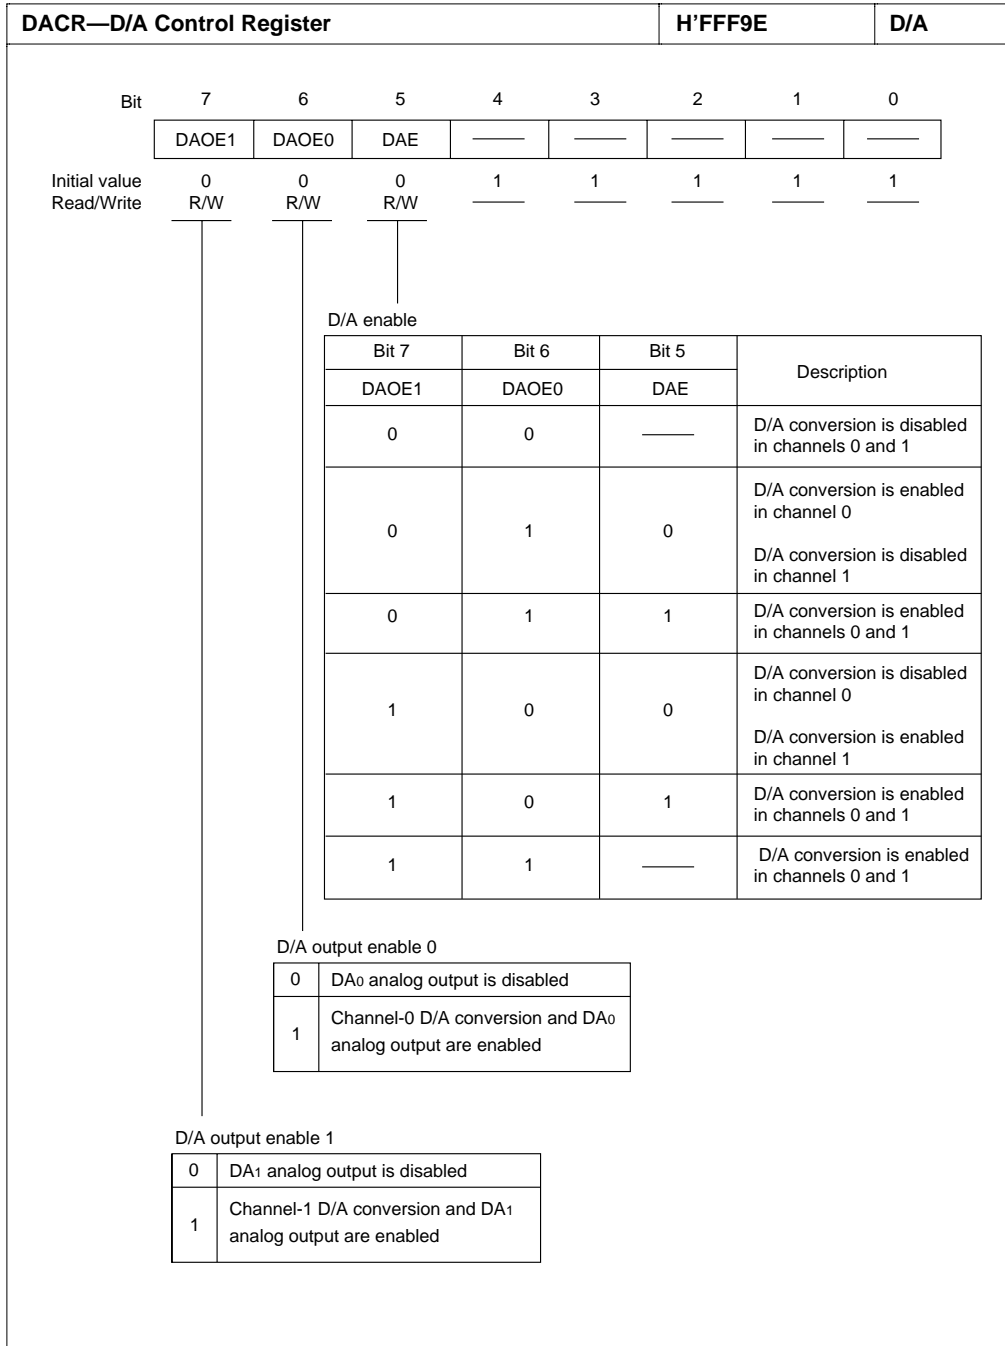 DACR—D/A Control Register H'FFF9E D/A
Bit 7 6 5 4 3 2 1 0
DAOE1 DAOE0 DAE — — — — —
Initial value 0 0 0 1 1 1 1 1
Read/Write R/W R/W R/W — — — — —
D/A enable
Bit 7 Bit 6 Bit 5 Description
DAOE1 DAOE0 DAE
0 0 — D/A conversion is disabled
in channels 0 and 1
D/A conversion is enabled
in channel 0
0 1 0
D/A conversion is disabled
in channel 1
0 1 1 D/A conversion is enabled
in channels 0 and 1
D/A conversion is disabled
in channel 0
1 0 0
D/A conversion is enabled
in channel 1
1 0 1 D/A conversion is enabled
in channels 0 and 1
1 1 — D/A conversion is enabled
in channels 0 and 1
D/A output enable 0
0 DA0 analog output is disabled
1 Channel-0 D/A conversion and DA0
analog output are enabled
D/A output enable 1
0 DA1 analog output is disabled
1 Channel-1 D/A conversion and DA1
analog output are enabled